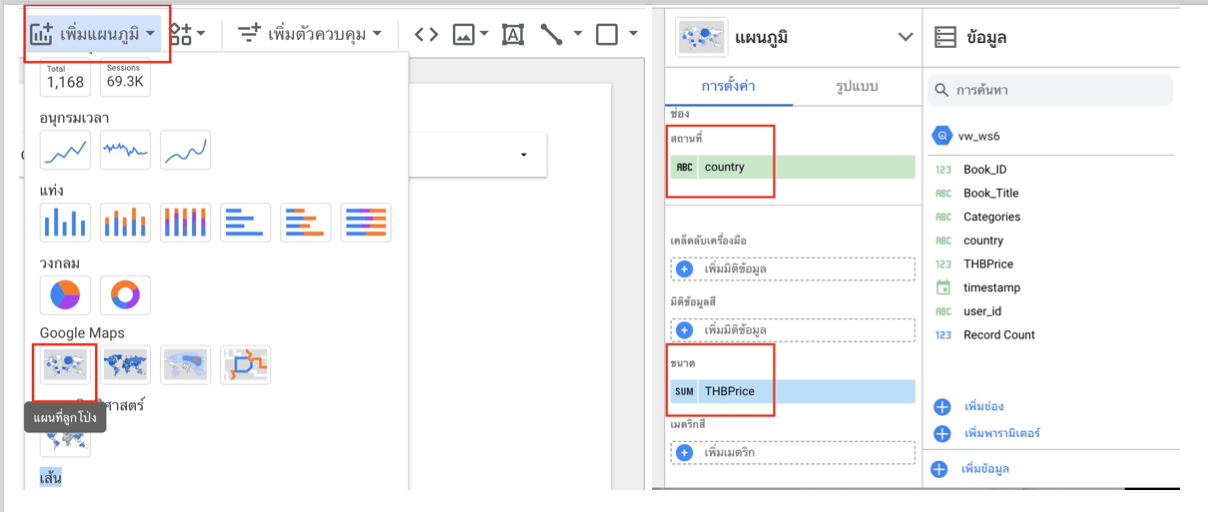 เพิ่มแผนภูมิ
เพิ่มตัวควบคุม
Total
1,168
Sessions
69.3K
อนุกรมเวลา
แท่ง
วงกลม
Google Maps
แผนที่ลูกโป่ง
ศาสตร์
เส้น
แผนภูมิ
การตั้งค่า
รูปแบบ
ช่อง
สถานที่
ABC country
เคล็ดลับเครื่องมือ
เพิ่มมิติข้อมูล
มิติข้อมูลสี
เพิ่มมิติข้อมูล
ขนาด
SUM THBPrice
เมตริกสี
เพิ่มเมตริก
ข้อมูล
การค้นหา
vw_ws6
123 Book_ID
ABC Book_Title
ABC Categories
ABC country
123 THBPrice
timestamp
ABC user_id
123 Record Count
เพิ่มช่อง
เพิ่มพารามิเตอร์
เพิ่มข้อมูล